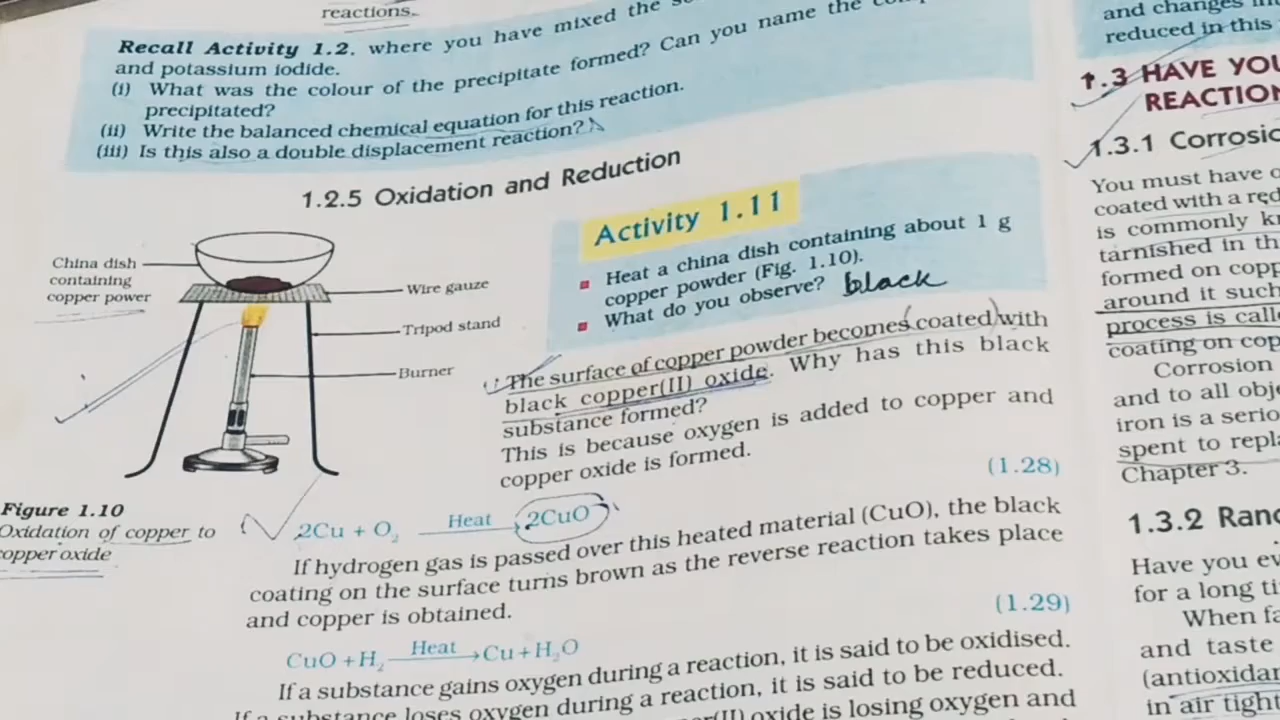 reactions.
Recall Activity 1.2, where you have mixed the
and potassium iodide.
(i) What was the colour of the precipitate formed? Can you name the
precipitated?
(ii) Write the balanced chemical equation for this reaction.
(iii) Is this also a double displacement reaction?
1.2.5 Oxidation and Reduction
Activity 1.11
▪ Heat a china dish containing about 1 g
copper powder (Fig. 1.10).
▪ What do you observe? black
China dish
containing
copper power
Wire gauze
Tripod stand
Burner
Figure 1.10
Oxidation of copper to
copper oxide
The surface of copper powder becomes (coated) with
black copper(II) oxide. Why has this black
substance formed?
This is because oxygen is added to copper and
copper oxide is formed.
2Cu + O₂ Heat → 2CuO (1.28)
If hydrogen gas is passed over this heated material (CuO), the black
coating on the surface turns brown as the reverse reaction takes place
and copper is obtained.
CuO + H₂ Heat → Cu + H₂O (1.29)
If a substance gains oxygen during a reaction, it is said to be oxidised.
If a substance loses oxygen during a reaction, it is said to be reduced.
(II) oxide is losing oxygen and
and changes
reduced in this
1.3 HAVE YOU
REACTION
1.3.1 Corrosio
You must have
coated with a red
is commonly
tarnished in th
formed on copp
around it such
process is calle
coating on cop
Corrosion
and to all obj
iron is a serio
spent to repla
Chapter 3.
1.3.2 Ranc
Have you ev
for a long ti
When fa
and taste
(antioxidan
in air tight